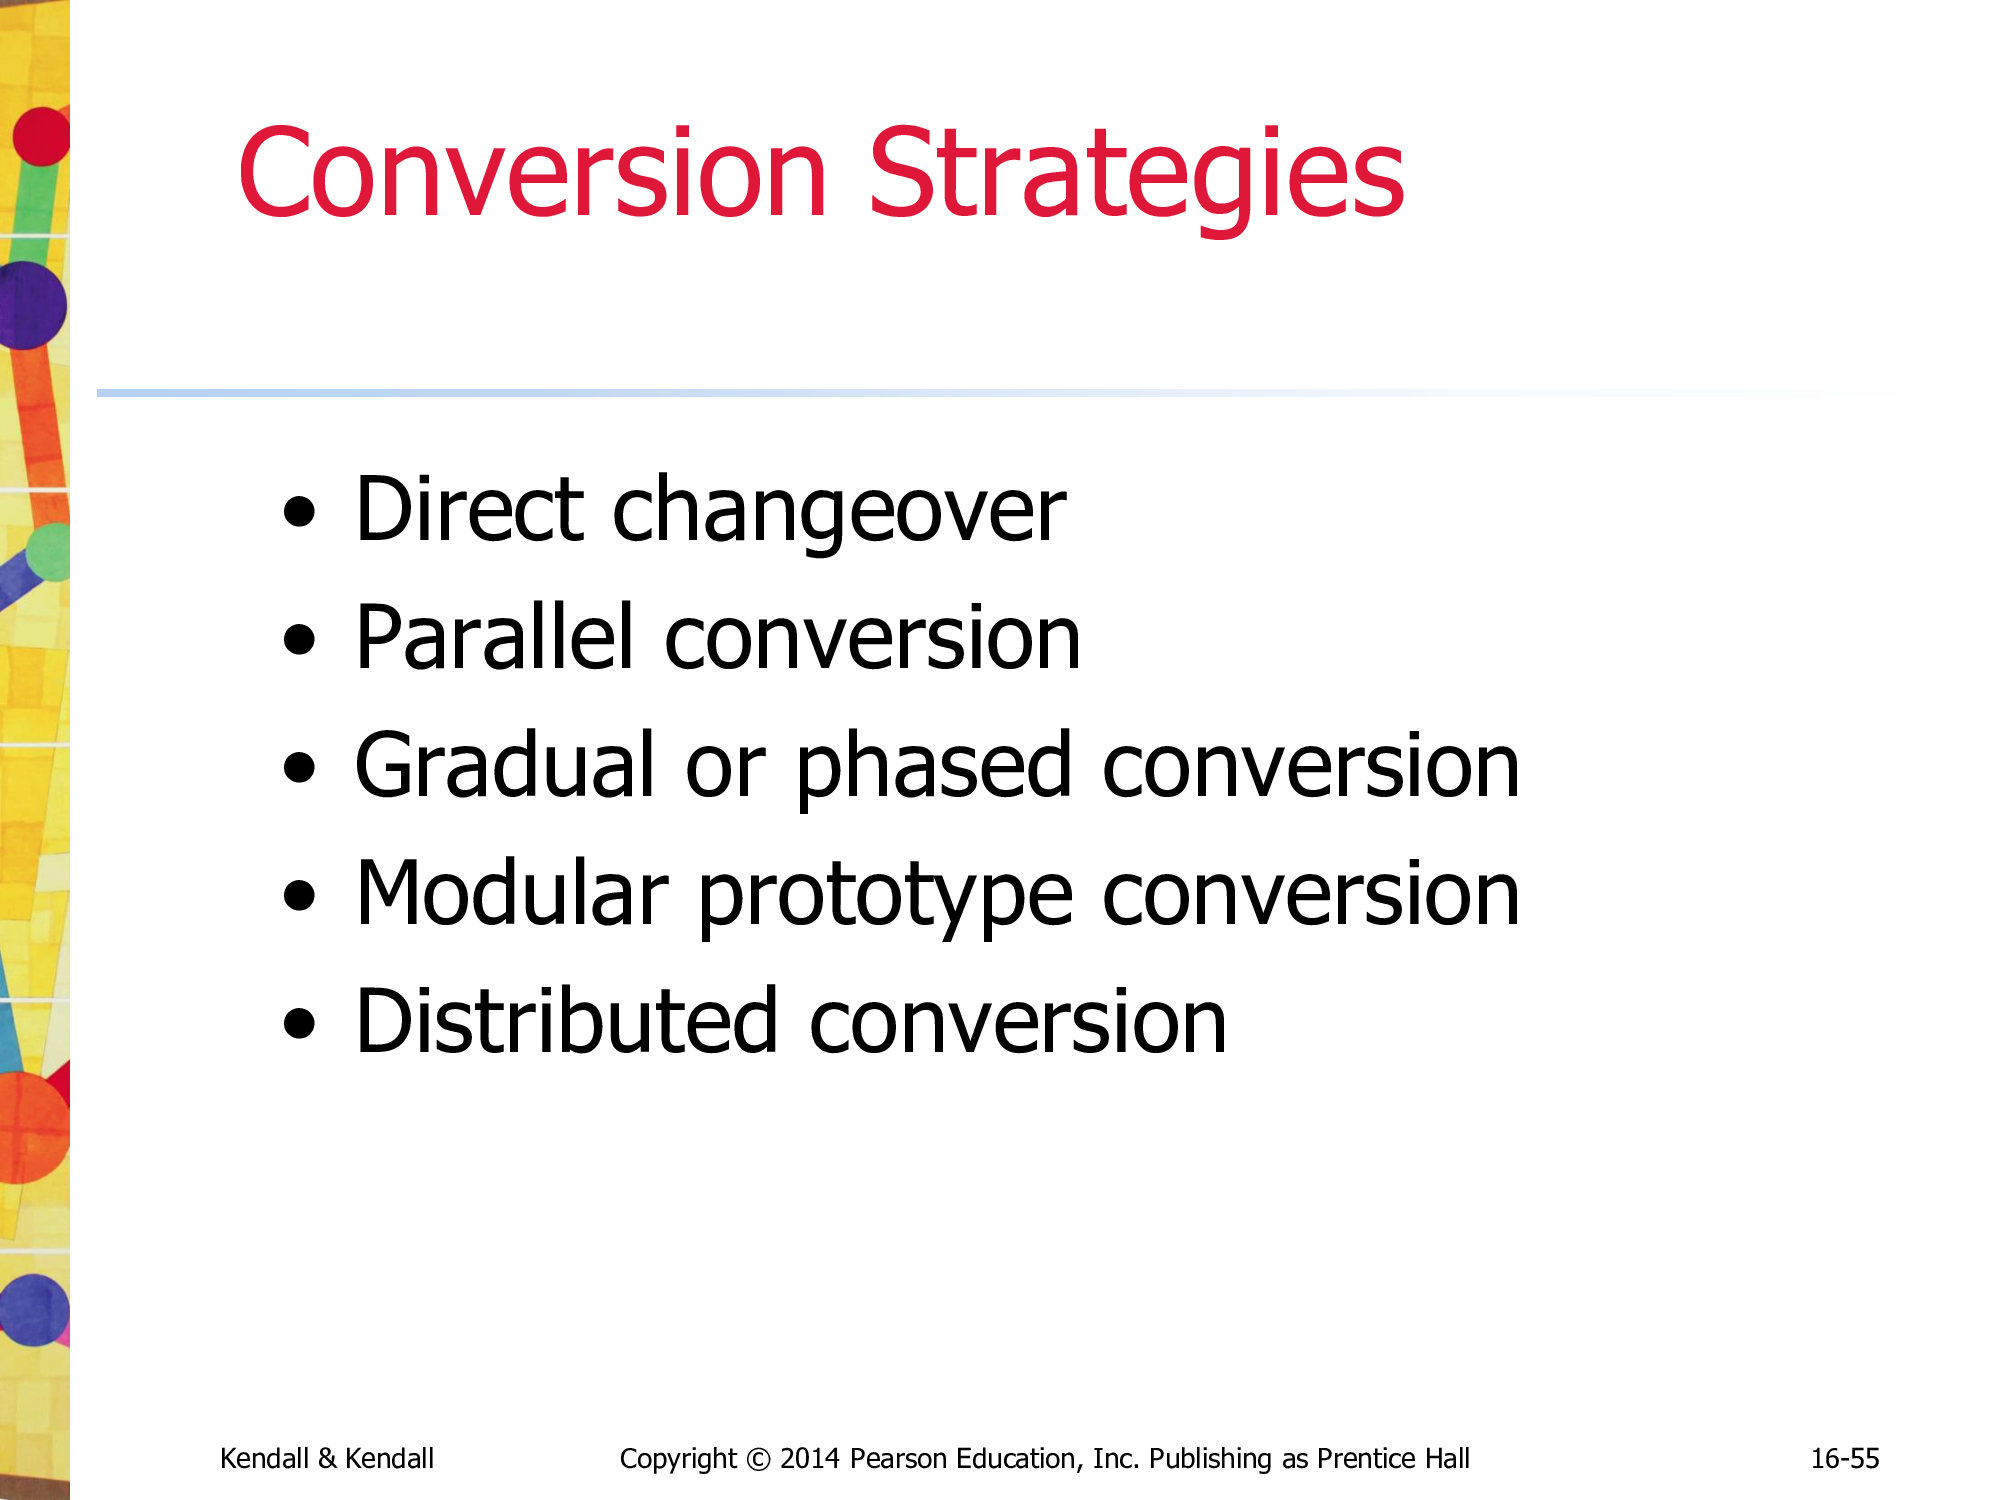 Conversion Strategies
• Direct changeover
• Parallel conversion
• Gradual or phased conversion
• Modular prototype conversion
• Distributed conversion
Kendall & Kendall Copyright © 2014 Pearson Education, Inc. Publishing as Prentice Hall 16-55